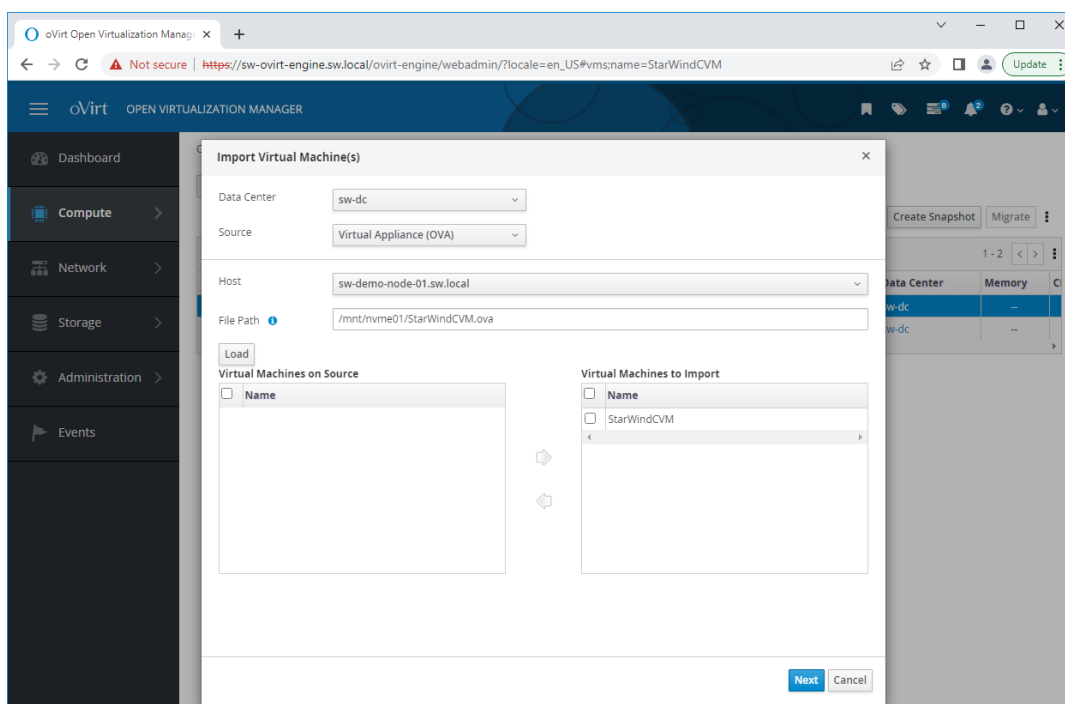 oVirt Open Virtualization Manag
Not secure https://sw-ovirt-engine.sw.local/ovirt-engine/webadmin/?locale=en_US#vms;name=StarWindCVM Update
oVirt OPEN VIRTUALIZATION MANAGER 0 2
Dashboard
Compute
Network
Storage
Administration
Events
Import Virtual Machine(s)
Data Center sw-dc
Source Virtual Appliance (OVA)
Host sw-demo-node-01.sw.local
File Path /mnt/nvme01/StarWindCVM.ova
Load
Virtual Machines on Source Virtual Machines to Import
Name Name
StarWindCVM
Next Cancel
Create Snapshot Migrate
1 - 2
Data Center Memory
sw-dc --
sw-dc --